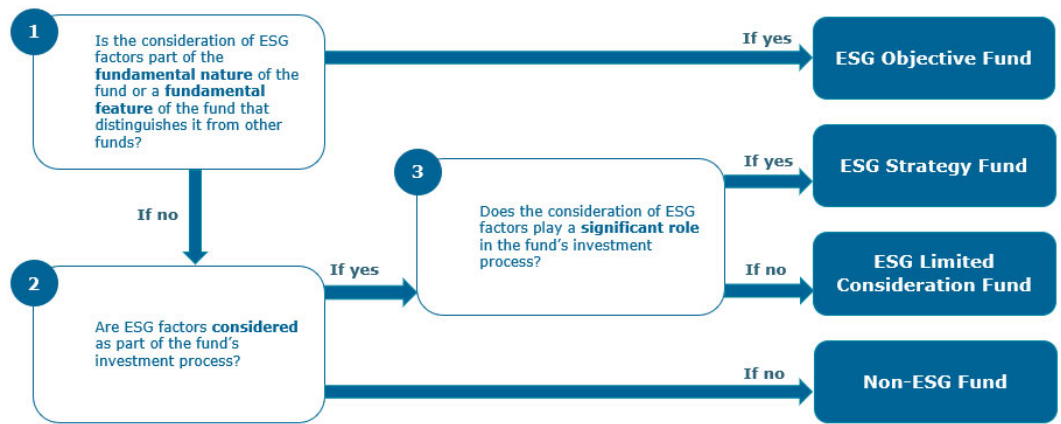 1
Is the consideration of ESG
factors part of the
fundamental nature of the
fund or a fundamental
feature of the fund that
distinguishes it from other
funds?
If yes
ESG Objective Fund
If no
2
Are ESG factors considered
as part of the fund's
investment process?
If yes
3
Does the consideration of ESG
factors play a significant role
in the fund's investment
process?
If yes
ESG Strategy Fund
If no
ESG Limited
Consideration Fund
If no
Non-ESG Fund